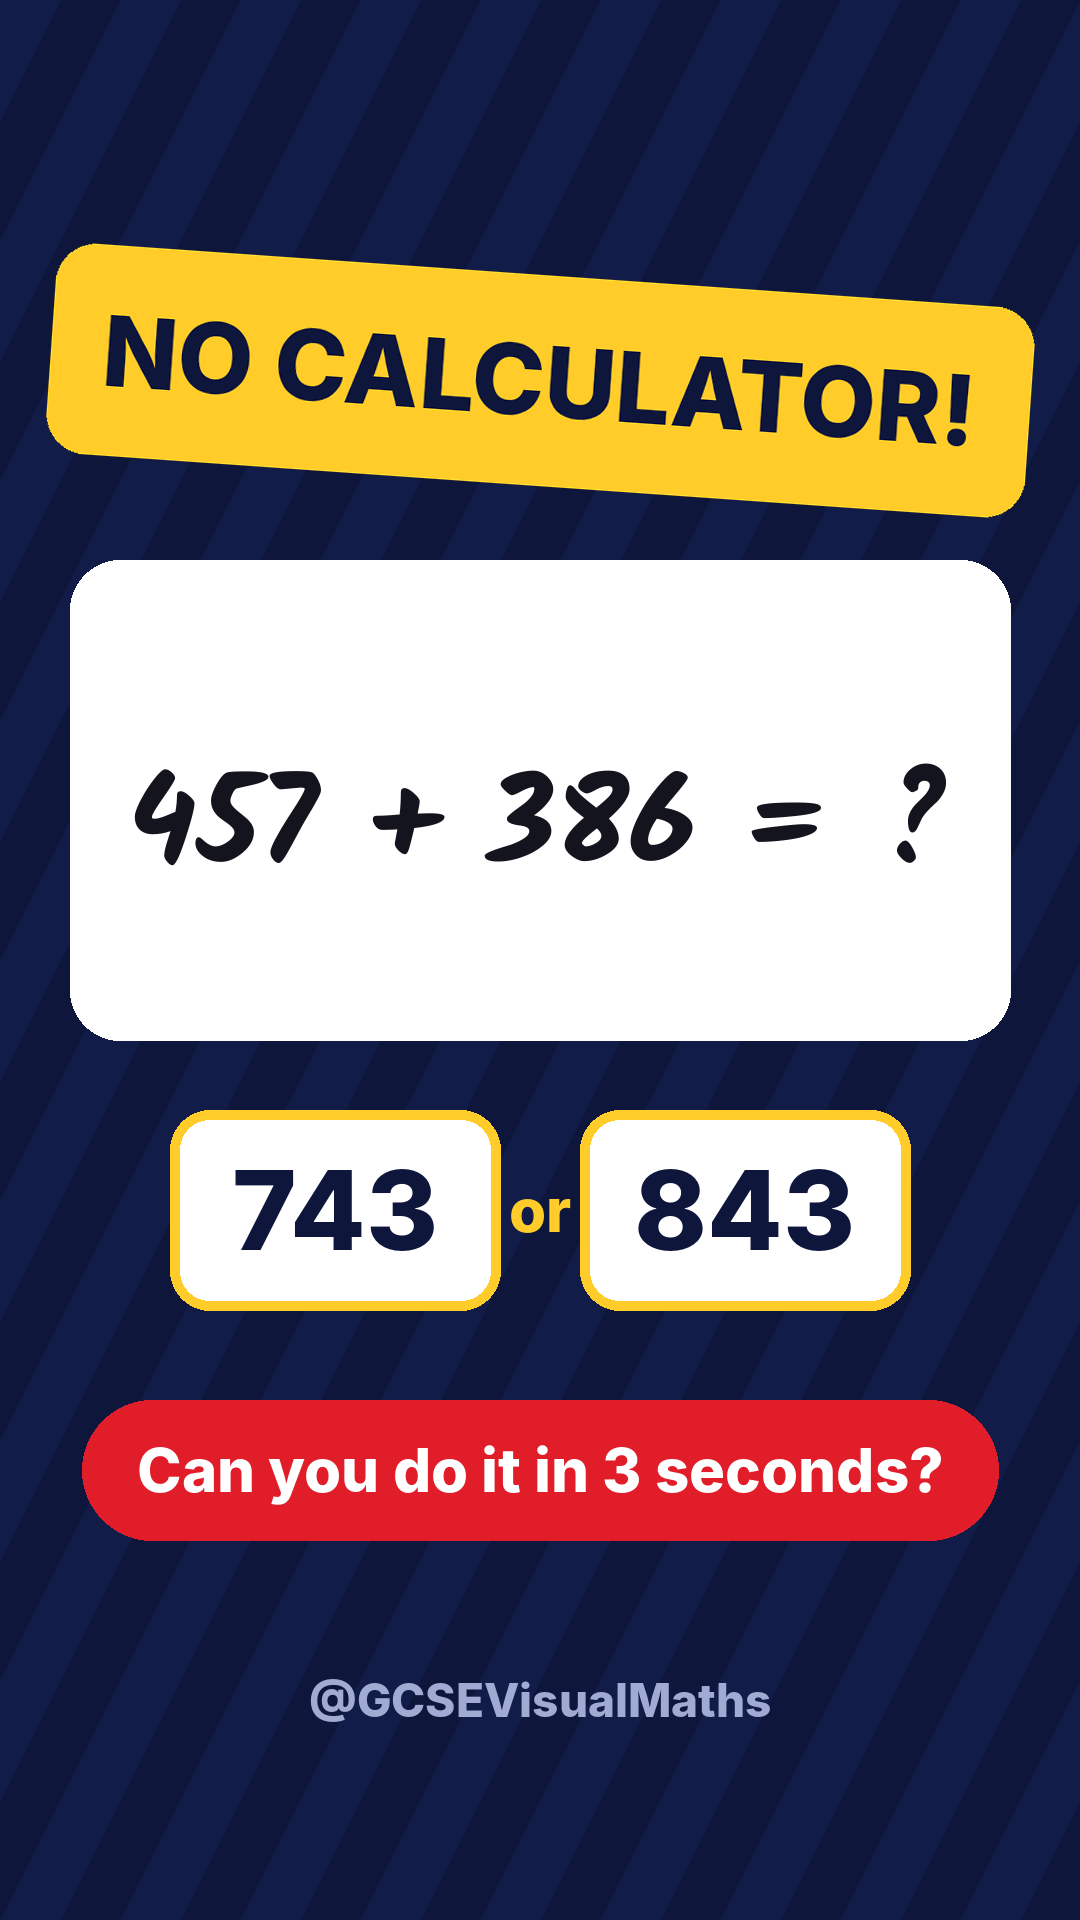 NO CALCULATOR!
457 + 386 = ?
743 or 843
Can you do it in 3 seconds?
@GCSEVisualMaths